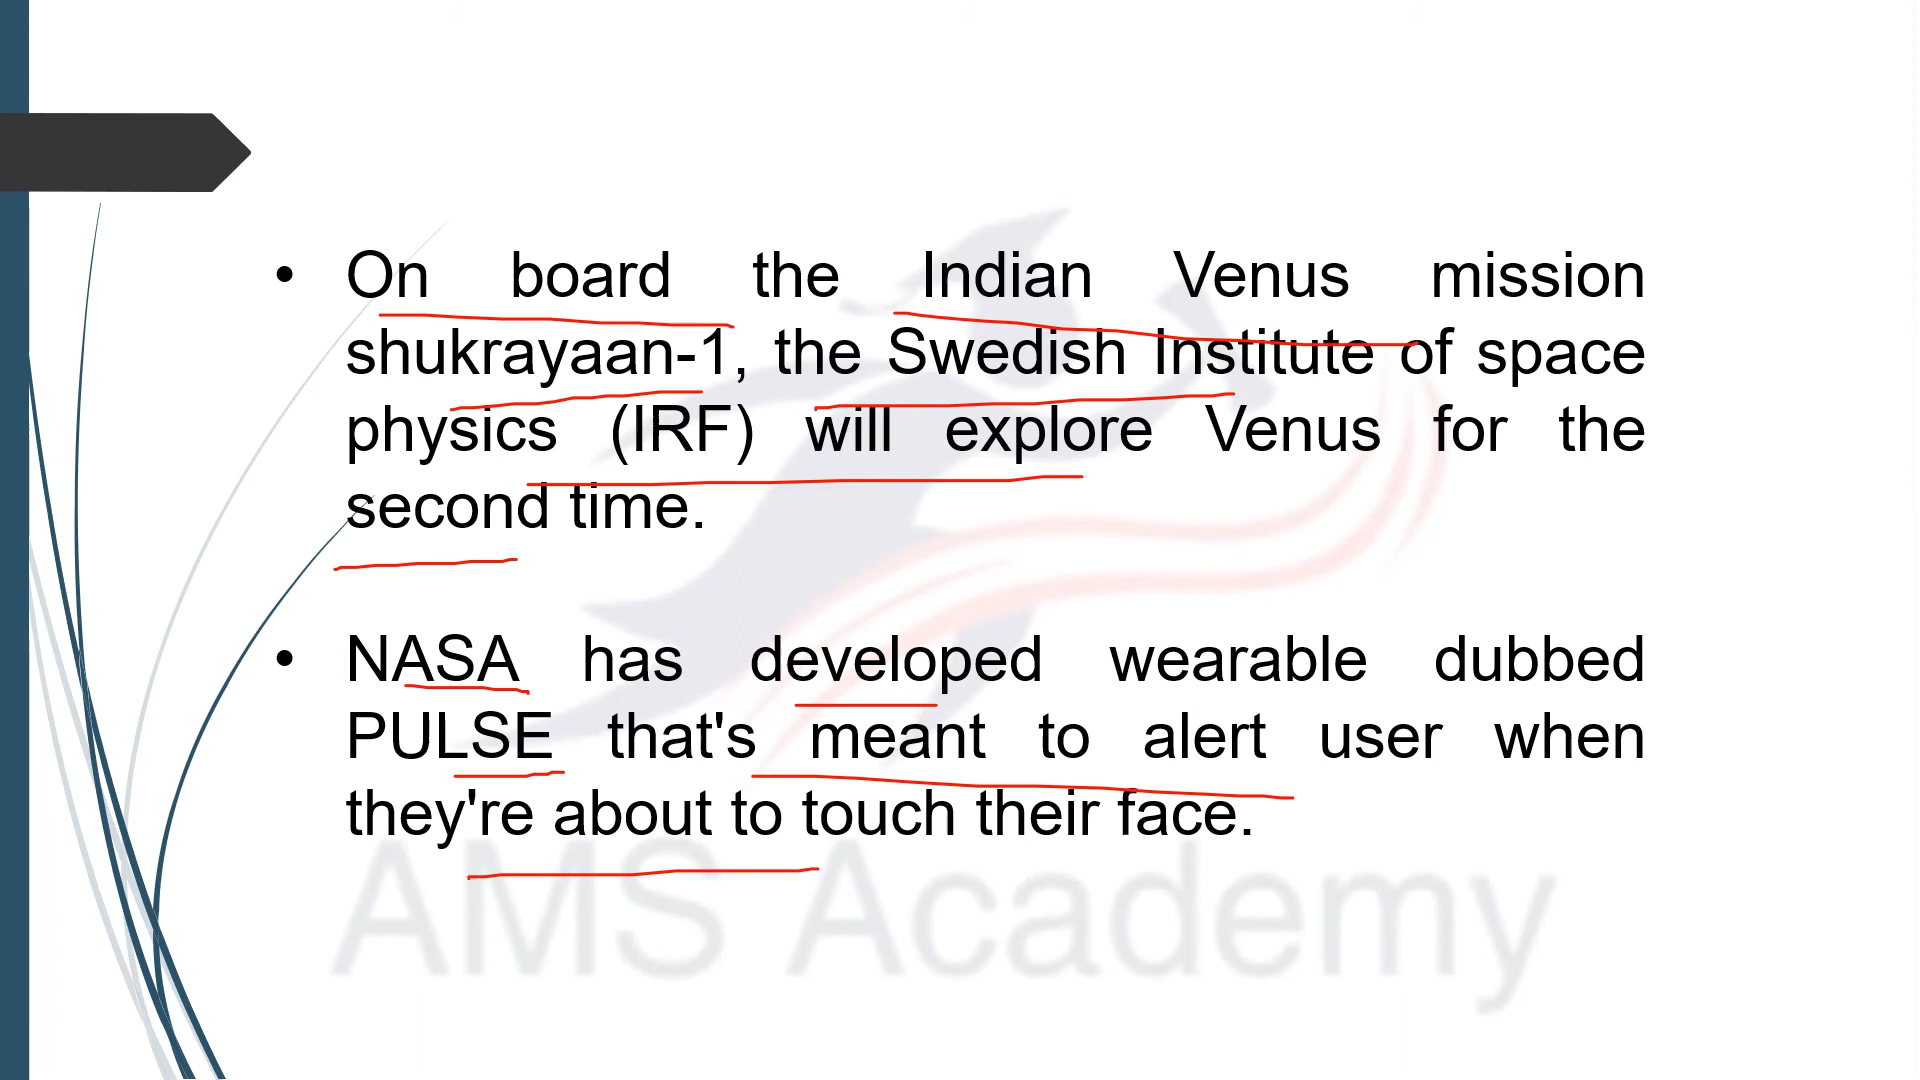 • On board the Indian Venus mission
shukrayaan-1, the Swedish Institute of space
physics (IRF) will explore Venus for the
second time.
• NASA has developed wearable dubbed
PULSE that's meant to alert user when
they're about to touch their face.
AMS Academy